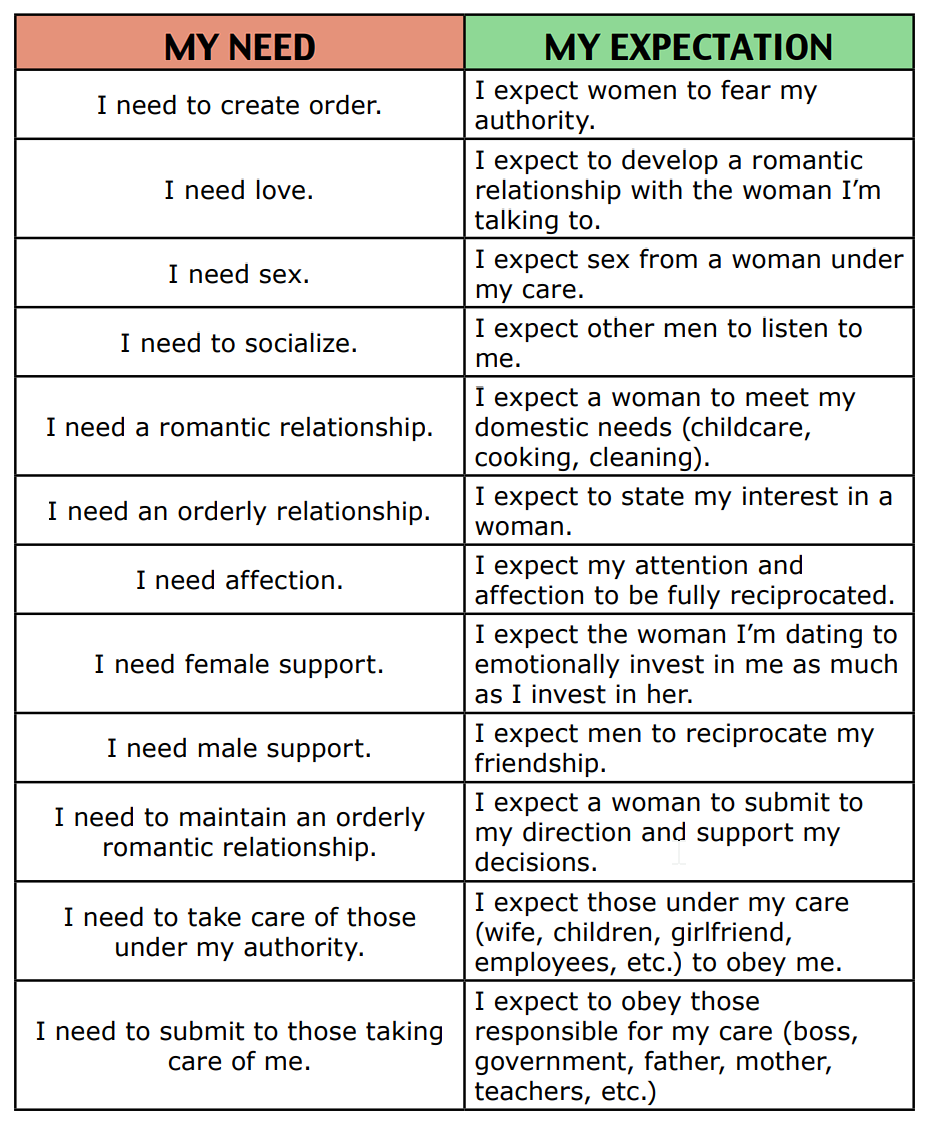 MY NEED
MY EXPECTATION
I need to create order.
I expect women to fear my
authority.
I need love.
I expect to develop a romantic
relationship with the woman I’m
talking to.
I need sex.
I expect sex from a woman under
my care.
I need to socialize.
I expect other men to listen to
me.
I need a romantic relationship.
I expect a woman to meet my
domestic needs (childcare,
cooking, cleaning).
I need an orderly relationship.
I expect to state my interest in a
woman.
I need affection.
I expect my attention and
affection to be fully reciprocated.
I need female support.
I expect the woman I’m dating to
emotionally invest in me as much
as I invest in her.
I need male support.
I expect men to reciprocate my
friendship.
I need to maintain an orderly
romantic relationship.
I expect a woman to submit to
my direction and support my
decisions.
I need to take care of those
under my authority.
I expect those under my care
(wife, children, girlfriend,
employees, etc.) to obey me.
I need to submit to those taking
care of me.
I expect to obey those
responsible for my care (boss,
government, father, mother,
teachers, etc.)